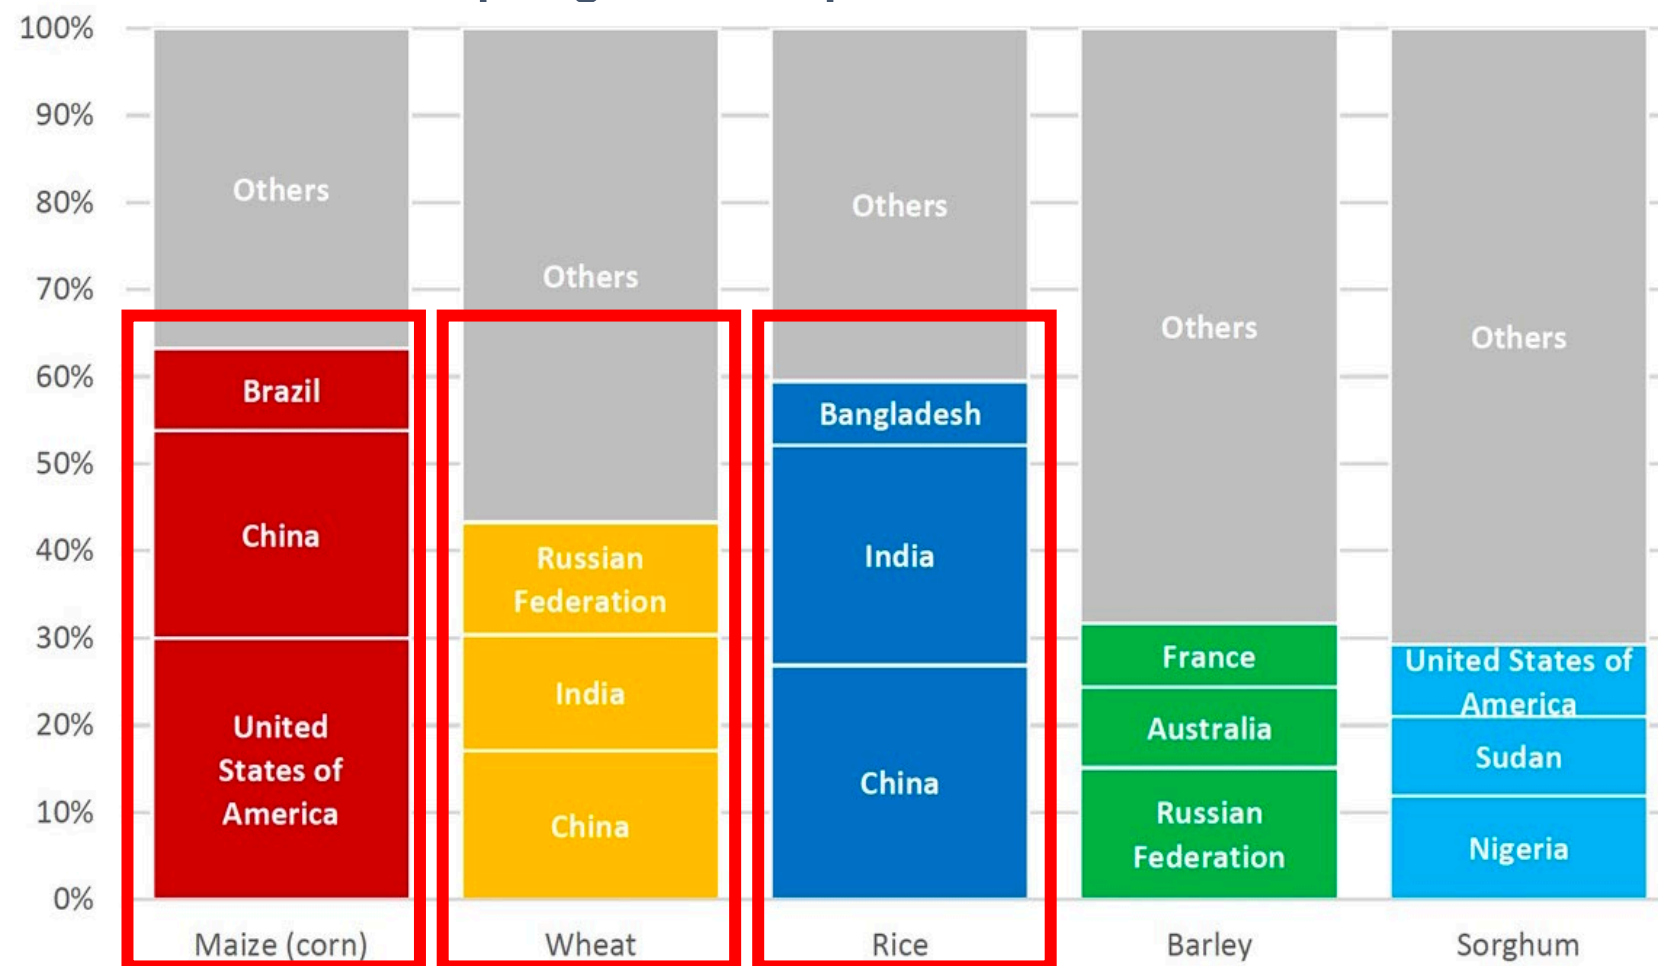 100%
90%
80%
70%
60%
50%
40%
30%
20%
10%
0%
Others
Brazil
China
United
States of
America
Maize (corn)
Others
Russian
Federation
India
China
Wheat
Others
Bangladesh
India
China
Rice
Others
France
Australia
Russian
Federation
Barley
Others
United States of
America
Sudan
Nigeria
Sorghum